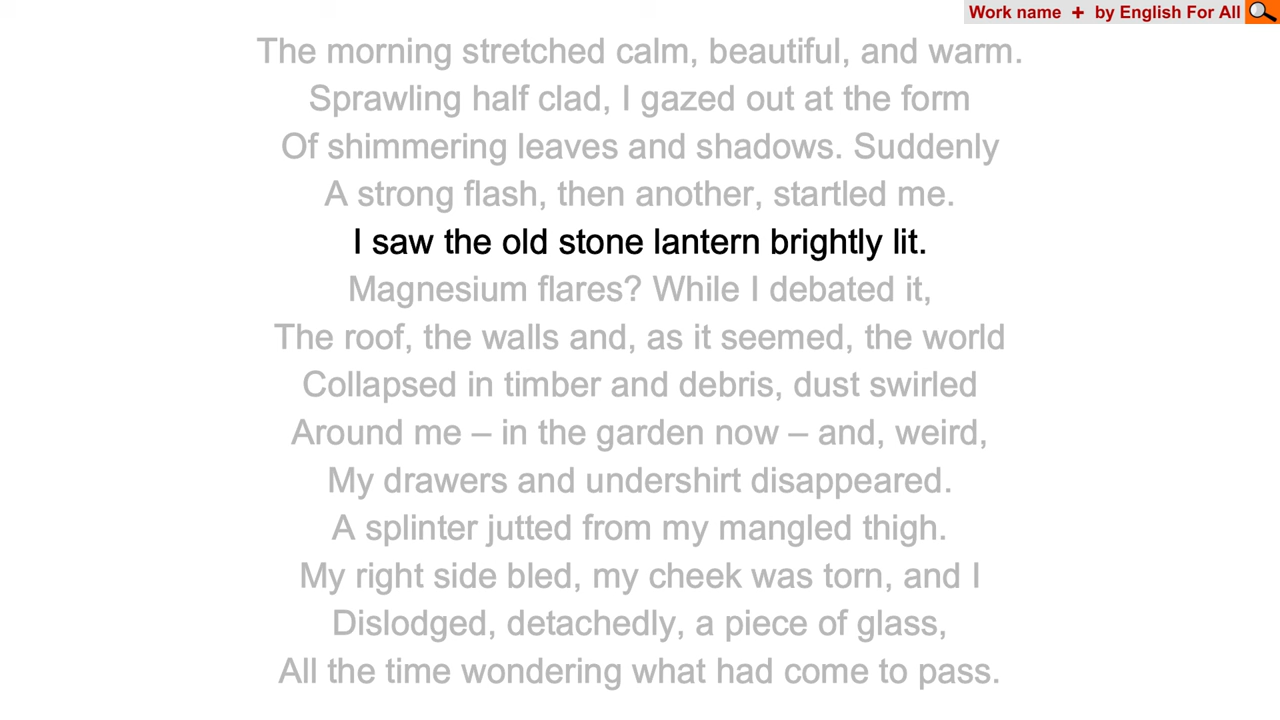 Work name + by English For All
The morning stretched calm, beautiful, and warm.
Sprawling half clad, I gazed out at the form
Of shimmering leaves and shadows. Suddenly
A strong flash, then another, startled me.
I saw the old stone lantern brightly lit.
Magnesium flares? While I debated it,
The roof, the walls and, as it seemed, the world
Collapsed in timber and debris, dust swirled
Around me – in the garden now – and, weird,
My drawers and undershirt disappeared.
A splinter jutted from my mangled thigh.
My right side bled, my cheek was torn, and I
Dislodged, detachedly, a piece of glass,
All the time wondering what had come to pass.